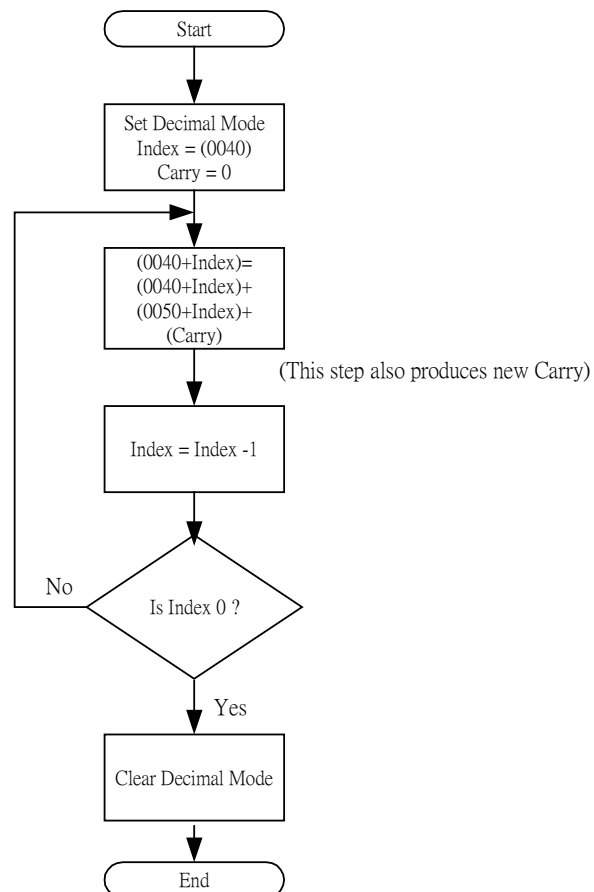 Start
Set Decimal Mode
Index = (0040)
Carry = 0
(0040+Index)=
(0040+Index)+
(0050+Index)+
(Carry)
(This step also produces new Carry)
Index = Index -1
No
Is Index 0 ?
Yes
Clear Decimal Mode
End